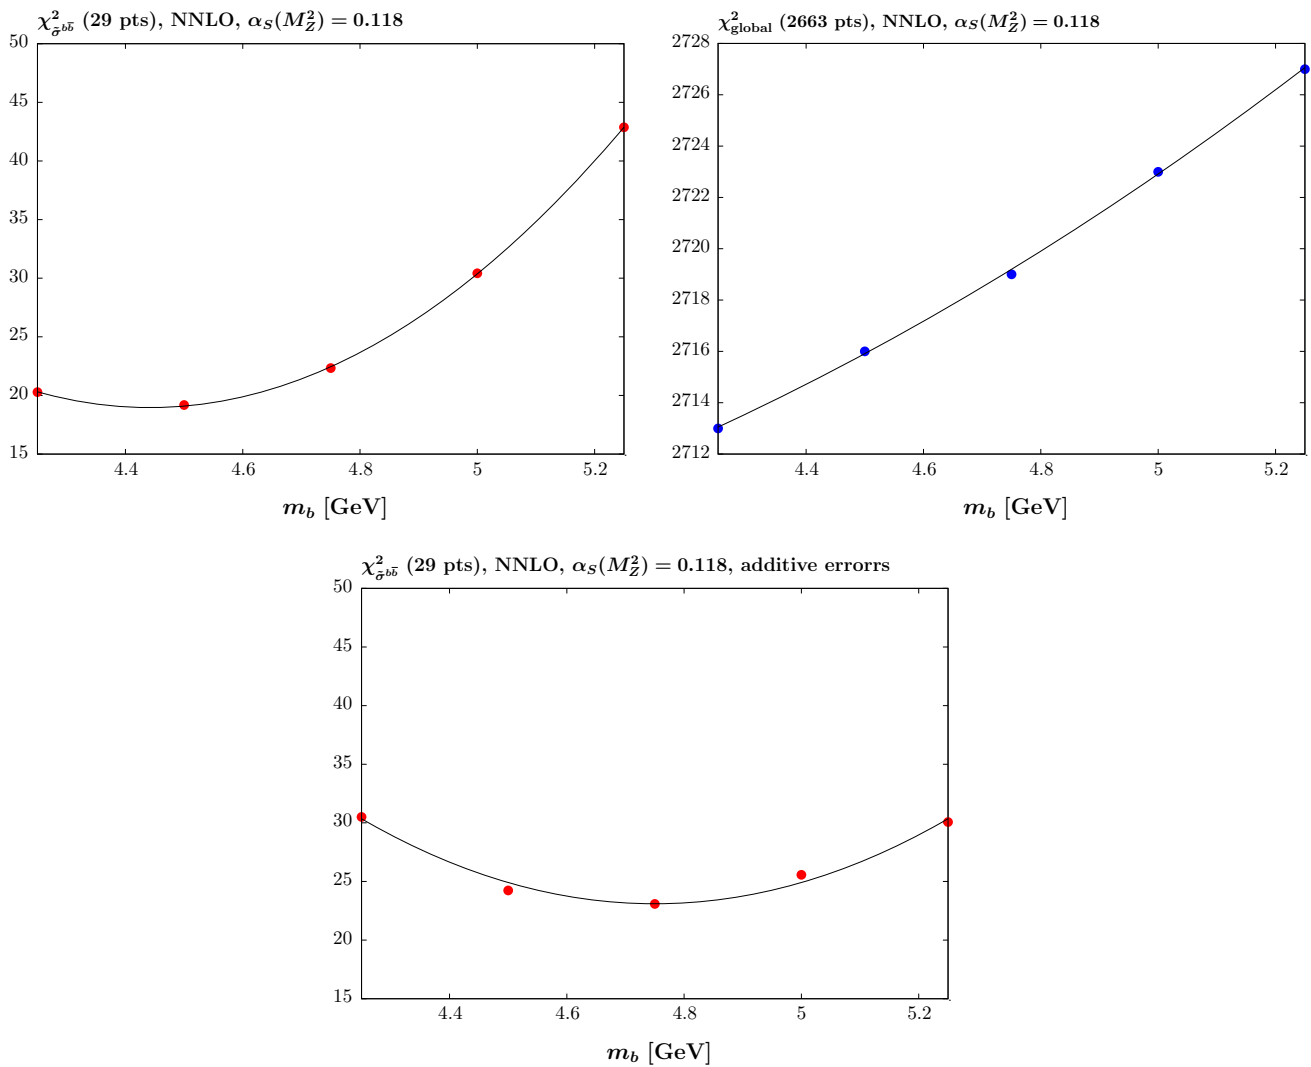 χ²_{σ̃^{bb̄}} (29 pts), NNLO, α_S(M_Z²) = 0.118
50
45
40
35
30
25
20
15
4.4 4.6 4.8 5 5.2
m_b [GeV]
χ²_{global} (2663 pts), NNLO, α_S(M_Z²) = 0.118
2728
2726
2724
2722
2720
2718
2716
2714
2712
4.4 4.6 4.8 5 5.2
m_b [GeV]
χ²_{σ̃^{bb̄}} (29 pts), NNLO, α_S(M_Z²) = 0.118, additive errorrs
50
45
40
35
30
25
20
15
4.4 4.6 4.8 5 5.2
m_b [GeV]